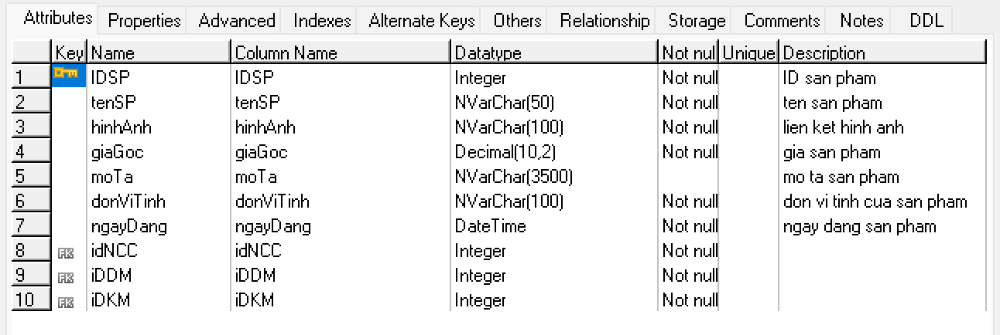 Attributes Properties Advanced Indexes Alternate Keys Others Relationship Storage Comments Notes DDL
Key Name Column Name Datatype Not nul Unique Description
1 IDSP IDSP Integer Not null ID san pham
2 tenSP tenSP NVarChar(50) Not null ten san pham
3 hinhAnh hinhAnh NVarChar(100) Not null lien ket hinh anh
4 giaGoc giaGoc Decimal(10,2) Not null gia san pham
5 moTa moTa NVarChar(3500) mo ta san pham
6 donViTinh donViTinh NVarChar(100) Not null don vi tinh cua san pham
7 ngayDang ngayDang DateTime Not null ngay dang san pham
8 FK idNCC idNCC Integer Not null
9 FK iDDM iDDM Integer Not null
10 FK iDKM iDKM Integer Not null